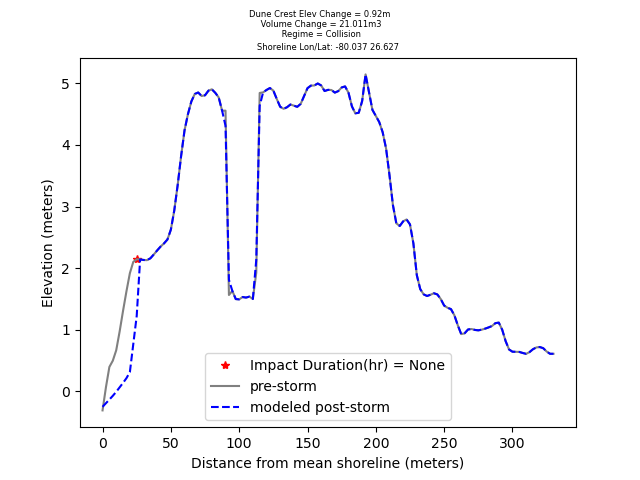 Dune Crest Elev Change = 0.92m
Volume Change = 21.011m3
Regime = Collision
Shoreline Lon/Lat: -80.037 26.627
5
4
3
2
1
0
Elevation (meters)
Impact Duration(hr) = None
pre-storm
modeled post-storm
0 50 100 150 200 250 300
Distance from mean shoreline (meters)